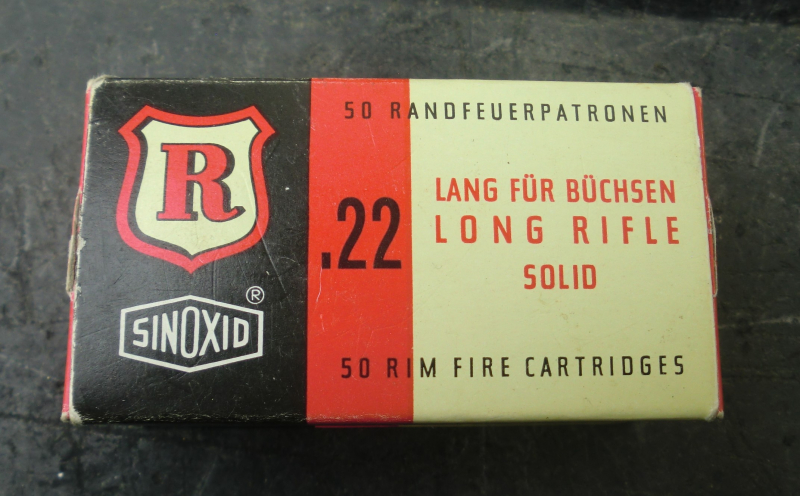 R
SINOXID
®
50 RANDFEUERPATRONEN
.22
LANG FÜR BÜCHSEN
LONG RIFLE
SOLID
50 RIM FIRE CARTRIDGES